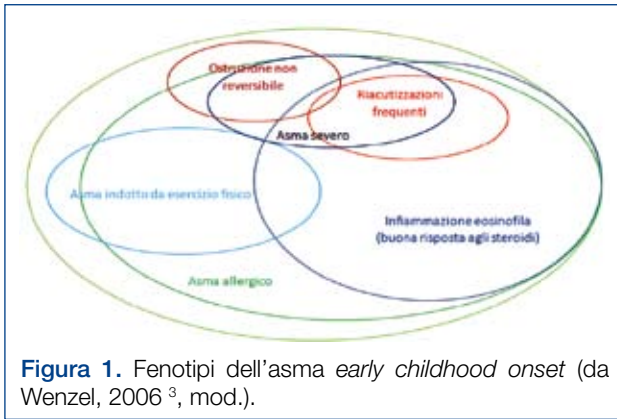 Ostruzione non
reversibile
Riacutizzazioni
frequenti
Asma severo
Asma indotto da esercizio fisico
Infiammazione eosinofila
(buona risposta agli steroidi)
Asma allergico
Figura 1. Fenotipi dell'asma early childhood onset (da
Wenzel, 2006 ³, mod.).